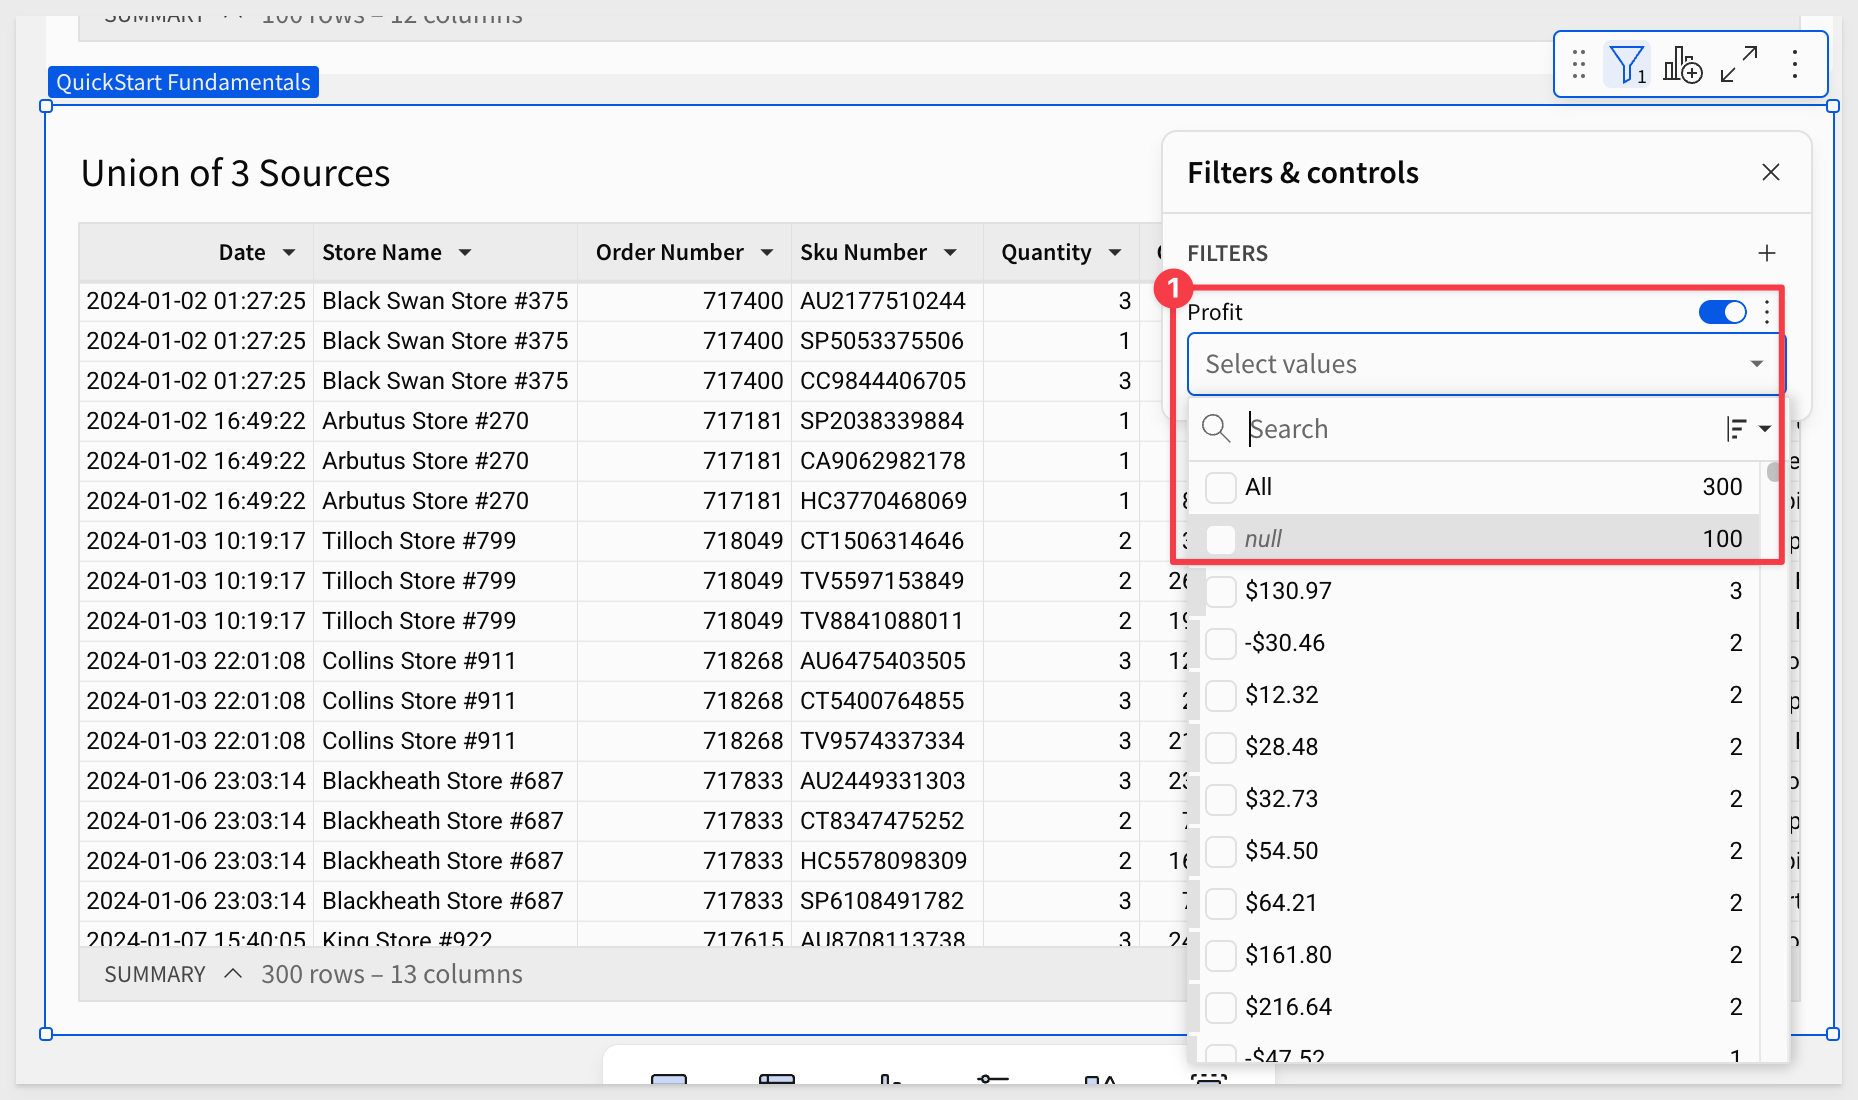 SUMMARY 100 rows – 12 columns
QuickStart Fundamentals
1
Union of 3 Sources
Filters & controls
Date Store Name Order Number Sku Number Quantity
FILTERS
1
Profit
Select values
Search
All 300
null 100
$130.97 3
-$30.46 2
$12.32 2
$28.48 2
$32.73 2
$54.50 2
$64.21 2
$161.80 2
$216.64 2
-$47.52 1
2024-01-02 01:27:25 Black Swan Store #375 717400 AU2177510244 3
2024-01-02 01:27:25 Black Swan Store #375 717400 SP5053375506 1
2024-01-02 01:27:25 Black Swan Store #375 717400 CC9844406705 3
2024-01-02 16:49:22 Arbutus Store #270 717181 SP2038339884 1
2024-01-02 16:49:22 Arbutus Store #270 717181 CA9062982178 1
2024-01-02 16:49:22 Arbutus Store #270 717181 HC3770468069 1
2024-01-03 10:19:17 Tilloch Store #799 718049 CT1506314646 2
2024-01-03 10:19:17 Tilloch Store #799 718049 TV5597153849 2
2024-01-03 10:19:17 Tilloch Store #799 718049 TV8841088011 2
2024-01-03 22:01:08 Collins Store #911 718268 AU6475403505 3
2024-01-03 22:01:08 Collins Store #911 718268 CT5400764855 3
2024-01-03 22:01:08 Collins Store #911 718268 TV9574337334 3
2024-01-06 23:03:14 Blackheath Store #687 717833 AU2449331303 3
2024-01-06 23:03:14 Blackheath Store #687 717833 CT8347475252 2
2024-01-06 23:03:14 Blackheath Store #687 717833 HC5578098309 2
2024-01-06 23:03:14 Blackheath Store #687 717833 SP6108491782 3
2024-01-07 15:40:05 King Store #922 717615 AU8708113738 3
SUMMARY 300 rows – 13 columns